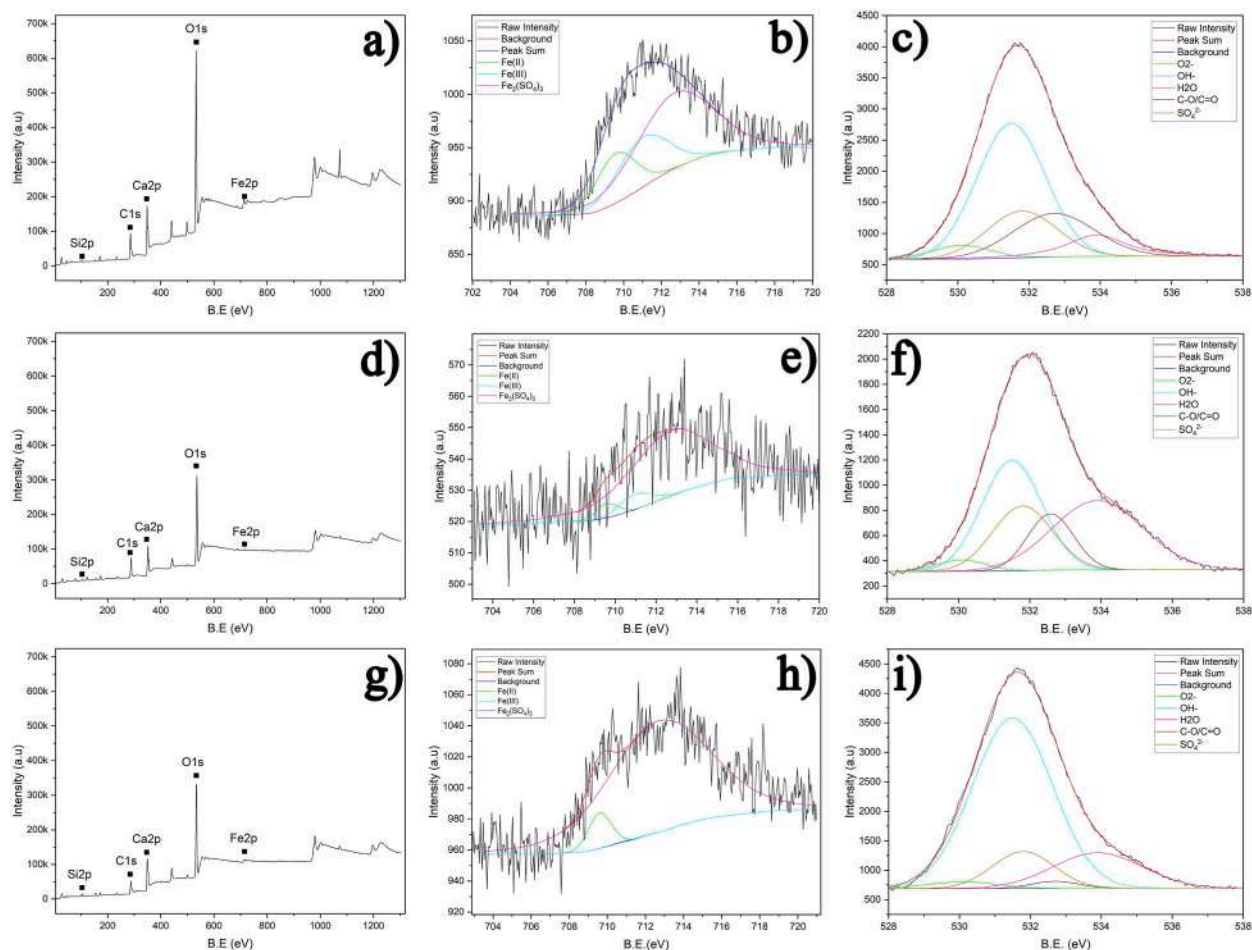 a)
O1s
Ca2p
C1s
Si2p
Fe2p
700k
600k
500k
400k
300k
200k
100k
0
Intensity (a.u)
0 200 400 600 800 1000 1200
B.E (eV)
b)
Raw Intensity
Background
Peak Sum
Fe(II)
Fe(III)
Fe₂(SO₄)₃
1050
1000
950
900
850
Intensity (a.u)
702 704 706 708 710 712 714 716 718 720
B.E.(eV)
c)
Raw Intensity
Peak Sum
Background
O2-
OH-
H2O
C-O/C=O
SO₄²⁻
4500
4000
3500
3000
2500
2000
1500
1000
500
Intensity (a.u)
528 530 532 534 536 538
B.E. (eV)
d)
O1s
Ca2p
C1s
Si2p
Fe2p
700k
600k
500k
400k
300k
200k
100k
0
Intensity (a.u)
0 200 400 600 800 1000 1200
B.E (eV)
e)
Raw Intensity
Peak Sum
Background
Fe(II)
Fe(III)
Fe₂(SO₄)₃
570
560
550
540
530
520
510
500
Intensity (a.u)
704 706 708 710 712 714 716 718 720
B.E (eV)
f)
Raw Intensity
Peak Sum
Background
O2-
OH-
H2O
C-O/C=O
SO₄²⁻
2200
2000
1800
1600
1400
1200
1000
800
600
400
200
Intensity (a.u)
528 530 532 534 536 538
B.E. (eV)
g)
O1s
Ca2p
C1s
Si2p
Fe2p
700k
600k
500k
400k
300k
200k
100k
0
Intensity (a.u)
0 200 400 600 800 1000 1200
B.E (eV)
h)
Raw Intensity
Peak Sum
Background
Fe(II)
Fe(III)
Fe₂(SO₄)₃
1080
1060
1040
1020
1000
980
960
940
920
Intensity (a.u)
704 706 708 710 712 714 716 718 720
B.E.(eV)
i)
Raw Intensity
Peak Sum
Background
O2-
OH-
H2O
C-O/C=O
SO₄²⁻
4500
4000
3500
3000
2500
2000
1500
1000
500
Intensity (a.u)
528 530 532 534 536 538
B.E. (eV)